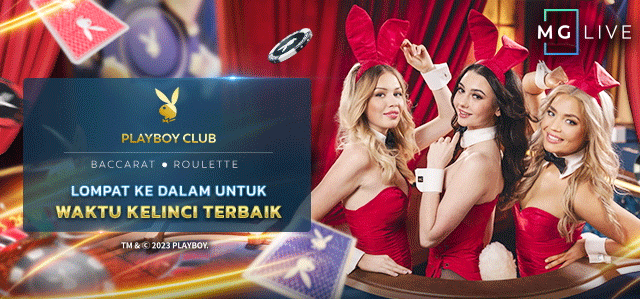 MG LIVE
PLAYBOY CLUB
BACCARAT • ROULETTE
LOMPAT KE DALAM UNTUK
WAKTU KELINCI TERBAIK
TM & © 2023 PLAYBOY.